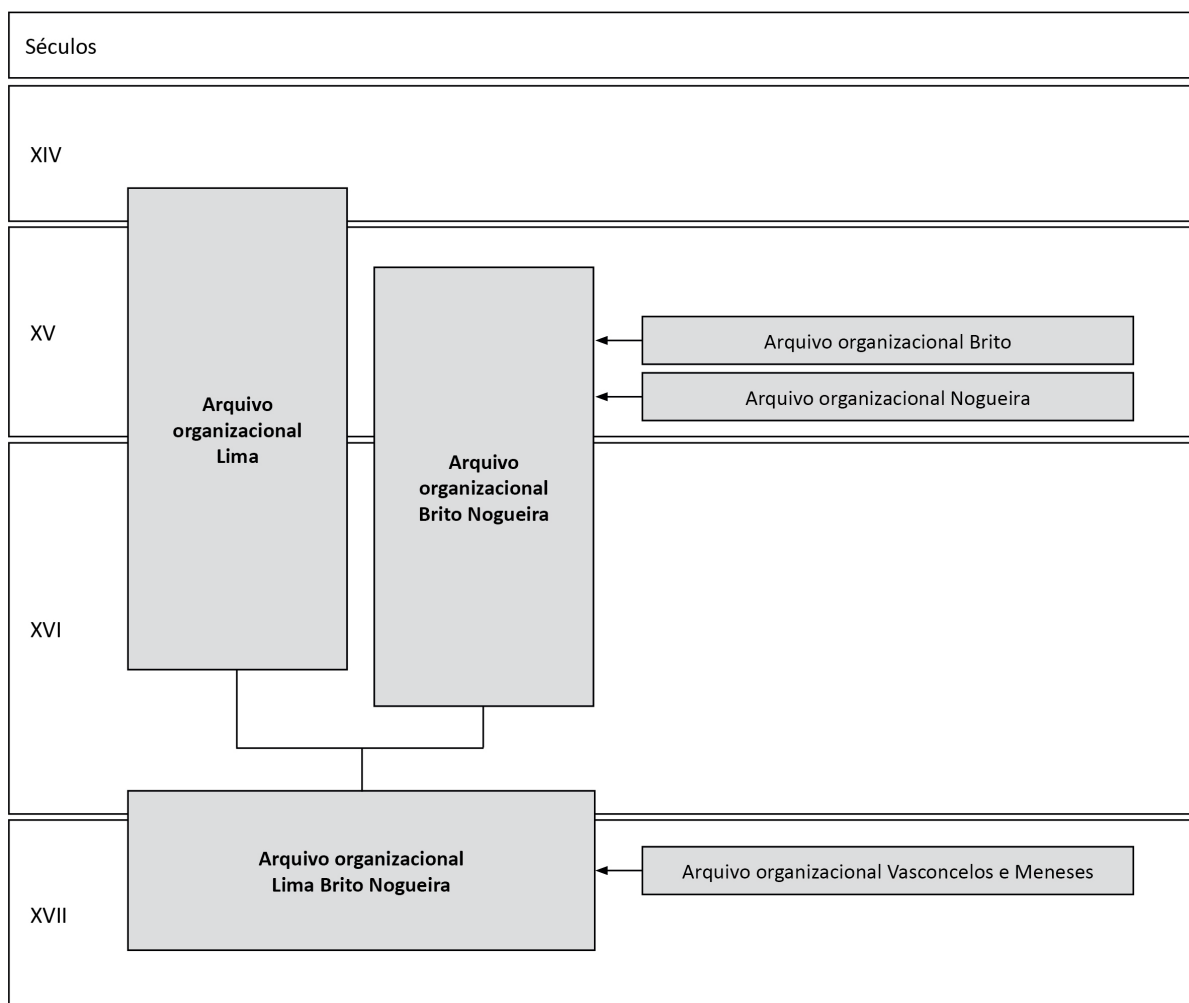 Séculos
XIV
XV
Arquivo organizacional Brito
Arquivo organizacional Nogueira
Arquivo
organizacional
Lima
Arquivo
organizacional
Brito Nogueira
XVI
Arquivo organizacional
Lima Brito Nogueira
Arquivo organizacional Vasconcelos e Meneses
XVII